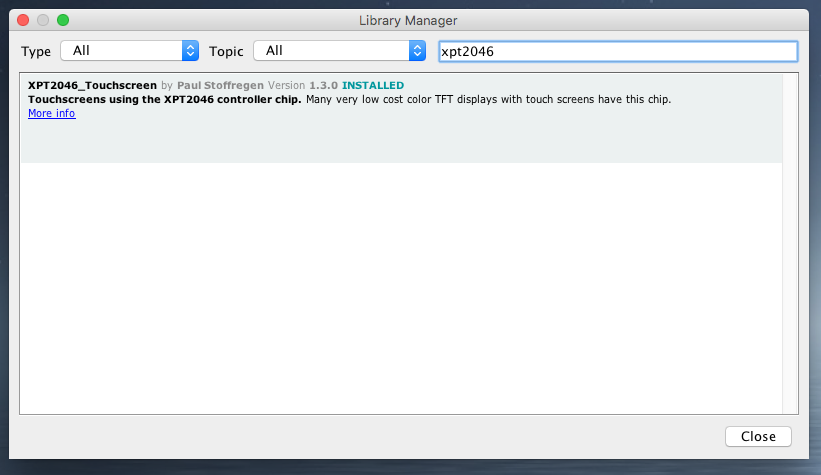 Library Manager
Type All Topic All xpt2046
XPT2046_Touchscreen by Paul Stoffregen Version 1.3.0 INSTALLED
Touchscreens using the XPT2046 controller chip. Many very low cost color TFT displays with touch screens have this chip.
More info
Close